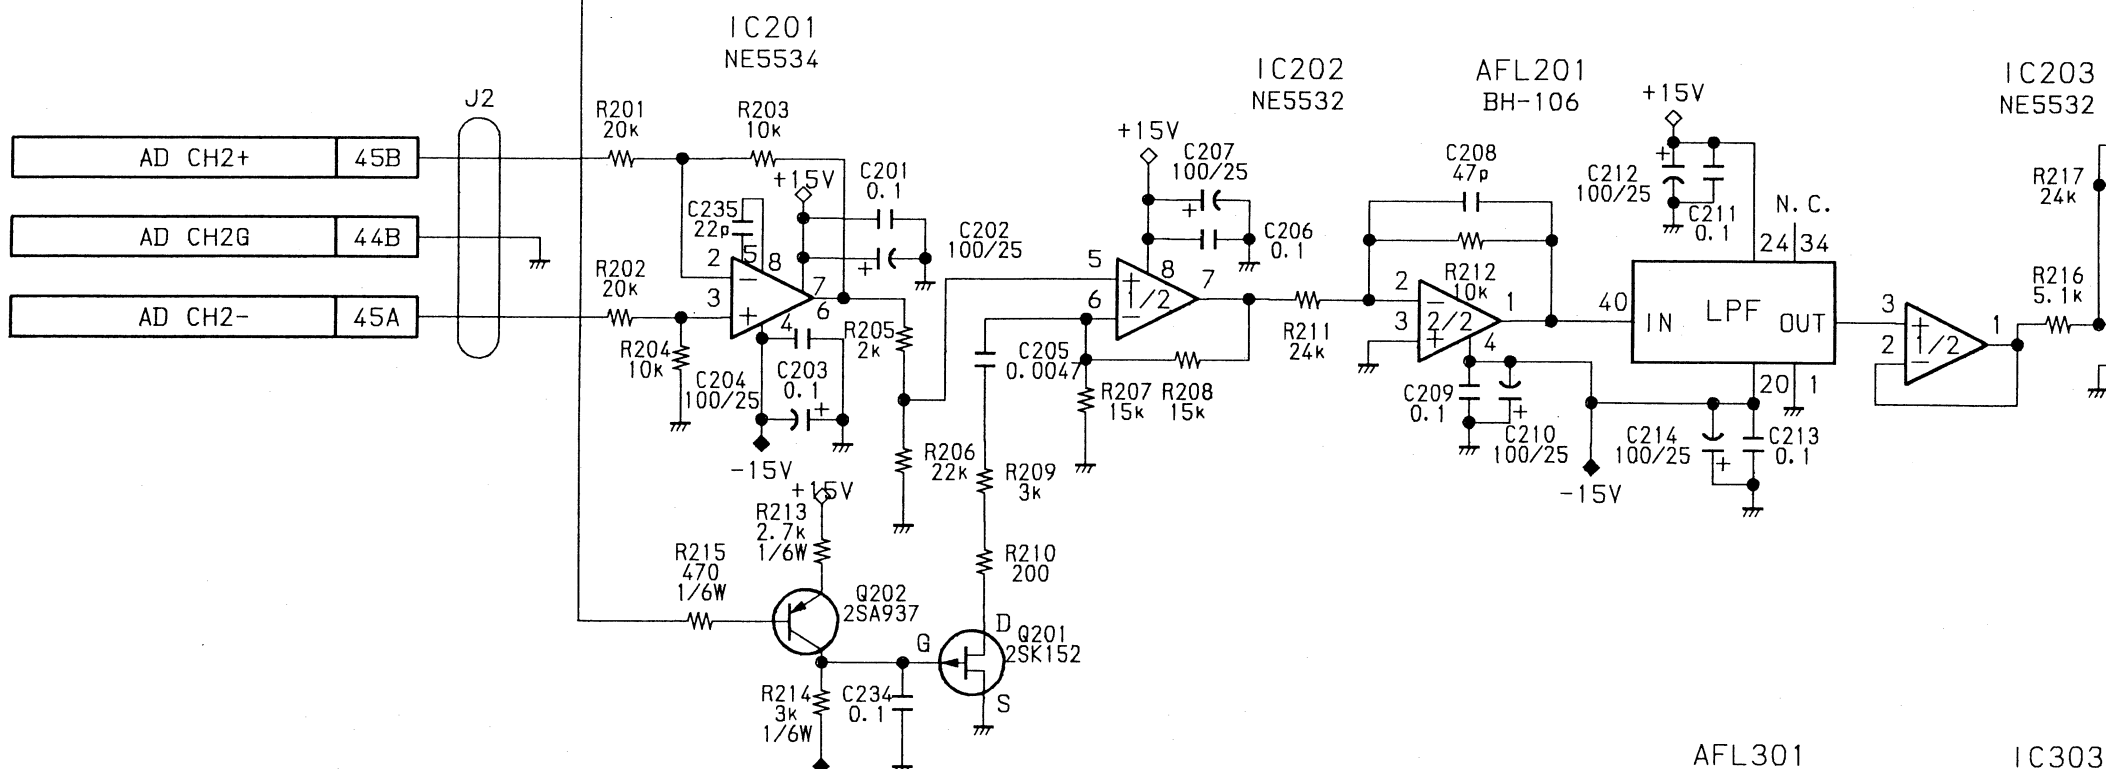 IC201
NE5534
IC202
NE5532
AFL201
BH-106
+15V
IC203
NE5532
J2
R201
20k
R203
10k
AD CH2+ 45B
+15V
C201
0.1
+15V
C207
100/25
C208
47p
C212
100/25
C211
0.1
N.C.
R217
24k
C235
22p
AD CH2G 44B
C202
100/25
C206
0.1
24 34
2 5 8
R202
20k
3
7
6
4
5
8
7
6
1/2
2
R212
10k
1
3
2/2
4
40
IN LPF OUT
R216
5.1k
3
1
2
1/2
AD CH2- 45A
R204
10k
C204
100/25
C203
0.1
R205
2k
C205
0.0047
R211
24k
R207
15k
R208
15k
C209
0.1
C210
100/25
20 1
C214
100/25
C213
0.1
-15V
-15V
R206
22k
R209
3k
+15V
R213
2.7k
1/6W
R215
470
1/6W
R210
200
Q202
2SA937
G
D
Q201
2SK152
S
R214
3k
1/6W
C234
0.1
AFL301
IC303